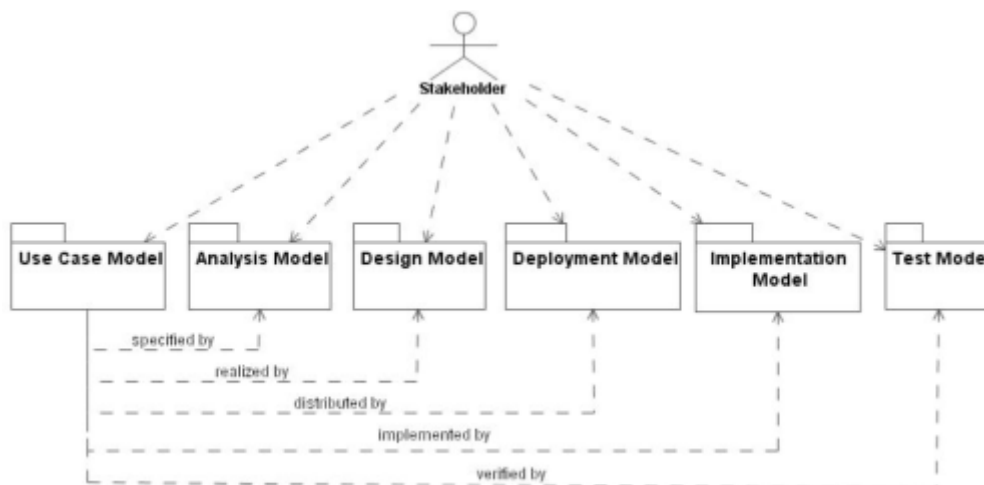 Stakeholder
Use Case Model
Analysis Model
Design Model
Deployment Model
Implementation
Model
Test Model
specified by
realized by
distributed by
implemented by
verified by